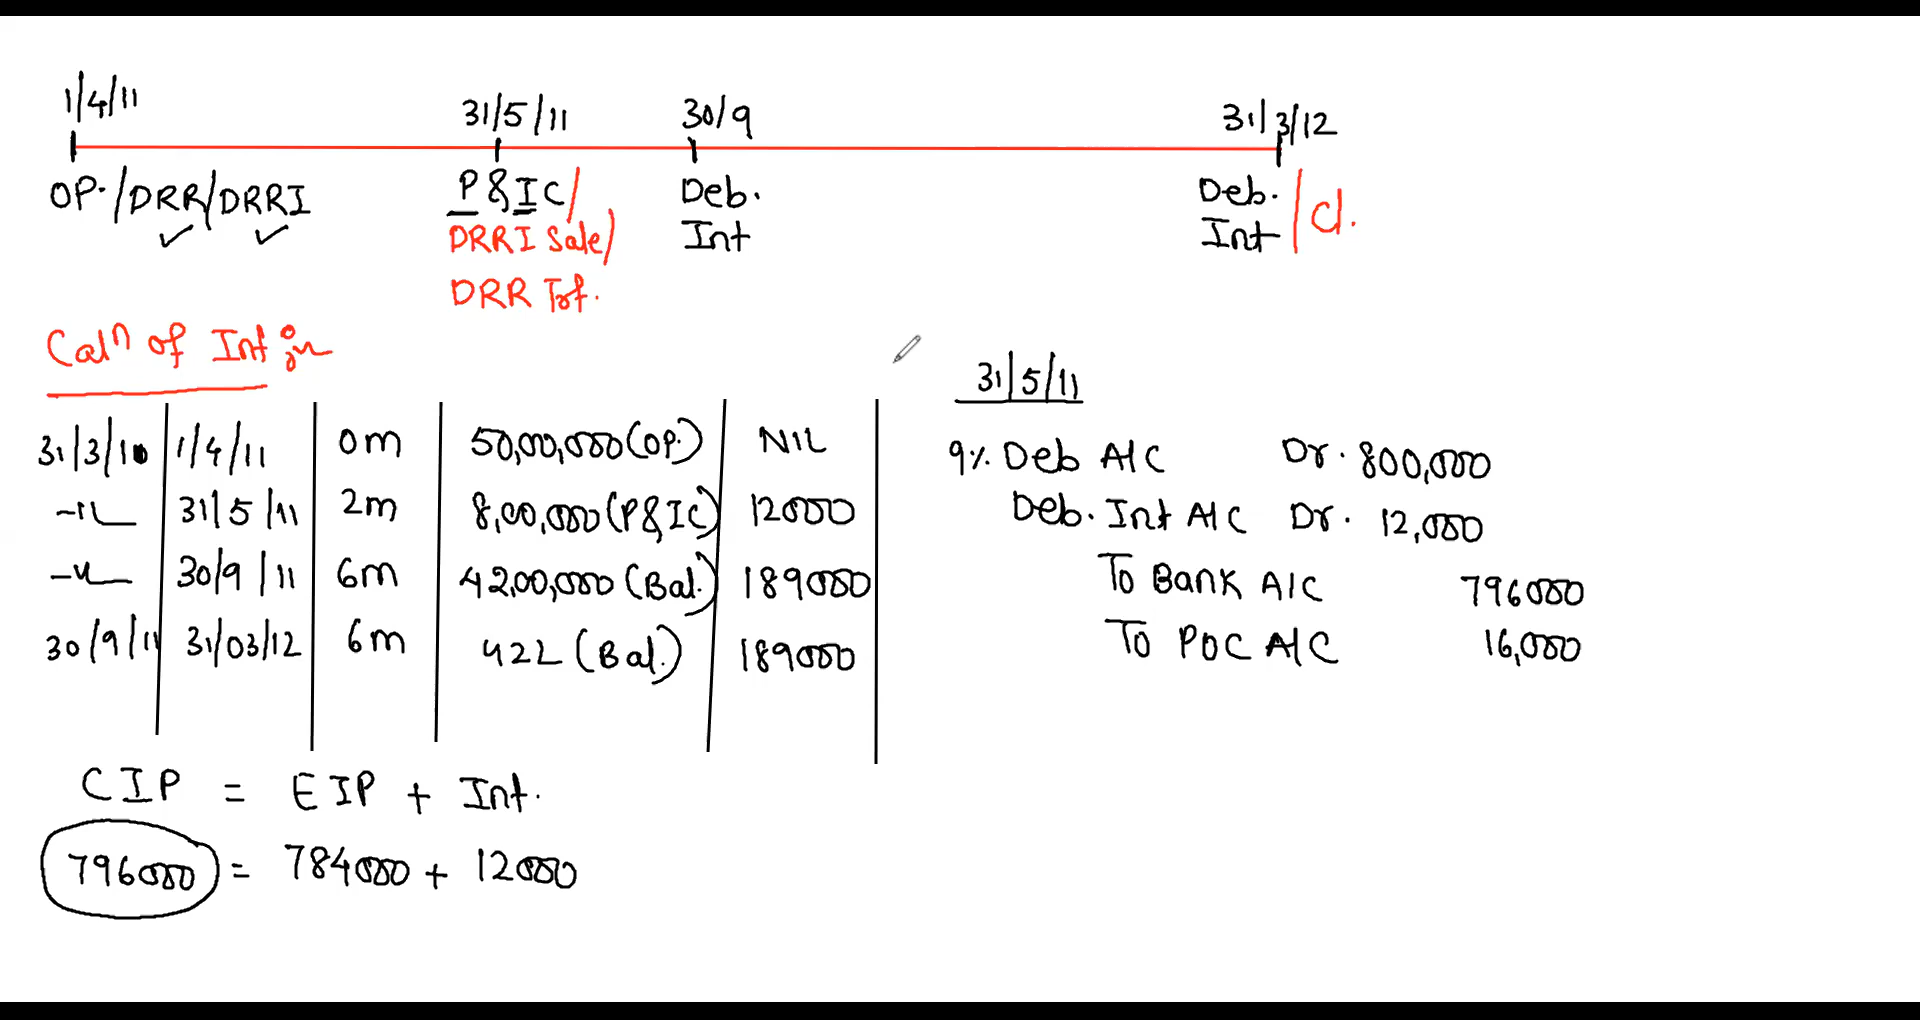 1/4/11 31/5/11 30/9 31/3/12
OP./DRR/DRRI P&IC/ Deb. Deb. /Cl.
DRRI Sale/ Int Int
DRR Trf.
Calⁿ of Int :-
31/3/10 1/4/11 0m 50,00,000(OP.) NIL
-11- 31/5/11 2m 8,00,000(P&IC) 12000
-11- 30/9/11 6m 42,00,000(Bal.) 189000
30/9/11 31/03/12 6m 42L(Bal.) 189000
CIP = EIP + Int.
796000 = 784000 + 12000
31/5/11
9% Deb A/C Dr. 800,000
Deb. Int A/C Dr. 12,000
To Bank A/C 796000
To POC A/C 16,000